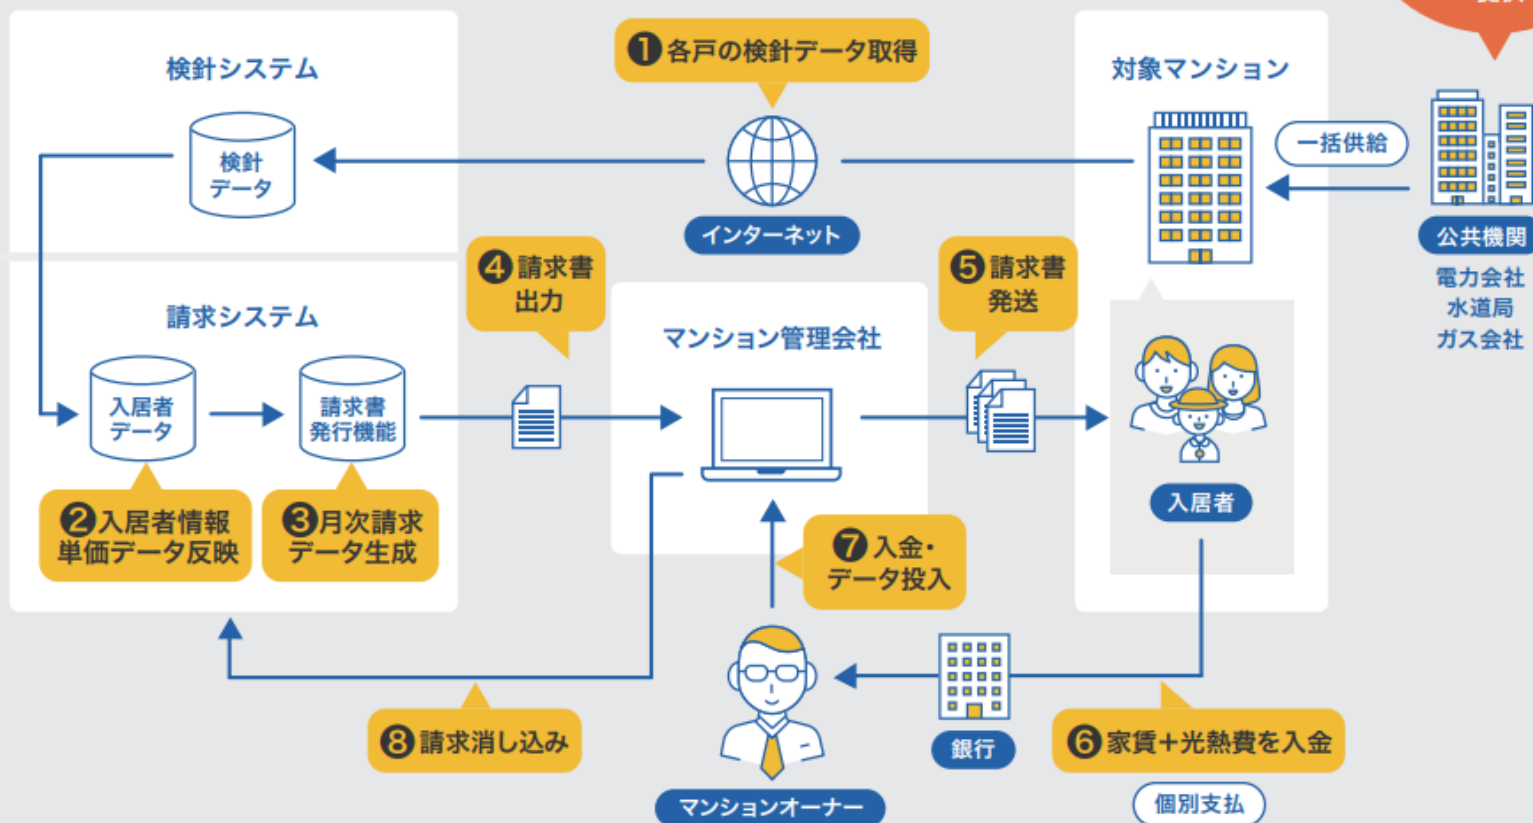 提供
検針システム
❶各戸の検針データ取得
対象マンション
検針
データ
一括供給
インターネット
公共機関
電力会社
水道局
ガス会社
❹請求書
出力
❺請求書
発送
請求システム
マンション管理会社
入居者
データ
請求書
発行機能
入居者
❷入居者情報
単価データ反映
❸月次請求
データ生成
❼入金・
データ投入
❽請求消し込み
銀行
❻家賃+光熱費を入金
マンションオーナー
個別支払